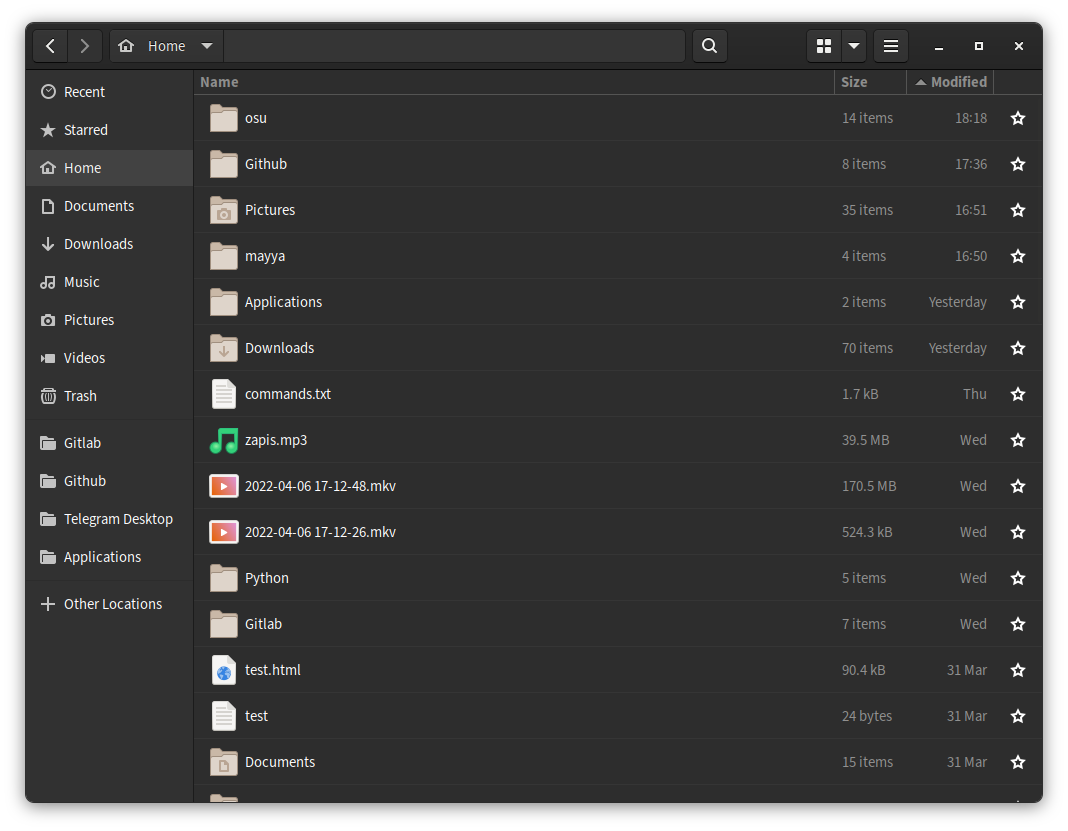 Home
Name Size Modified
Recent
Starred
Home
Documents
Downloads
Music
Pictures
Videos
Trash
Gitlab
Github
Telegram Desktop
Applications
Other Locations
osu 14 items 18:18
Github 8 items 17:36
Pictures 35 items 16:51
mayya 4 items 16:50
Applications 2 items Yesterday
Downloads 70 items Yesterday
commands.txt 1.7 kB Thu
zapis.mp3 39.5 MB Wed
2022-04-06 17-12-48.mkv 170.5 MB Wed
2022-04-06 17-12-26.mkv 524.3 kB Wed
Python 5 items Wed
Gitlab 7 items Wed
test.html 90.4 kB 31 Mar
test 24 bytes 31 Mar
Documents 15 items 31 Mar